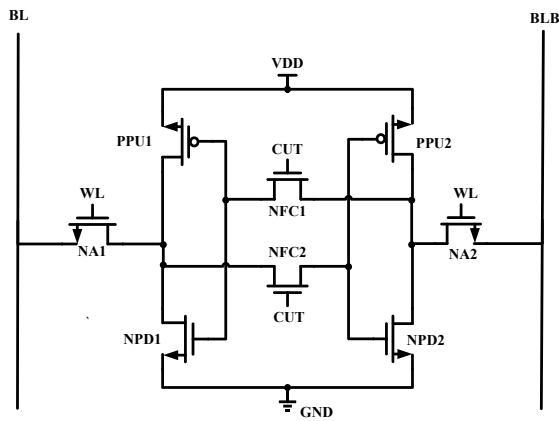 BL
BLB
VDD
PPU1
PPU2
CUT
WL
NFC1
WL
NA1
NFC2
NA2
CUT
NPD1
NPD2
GND